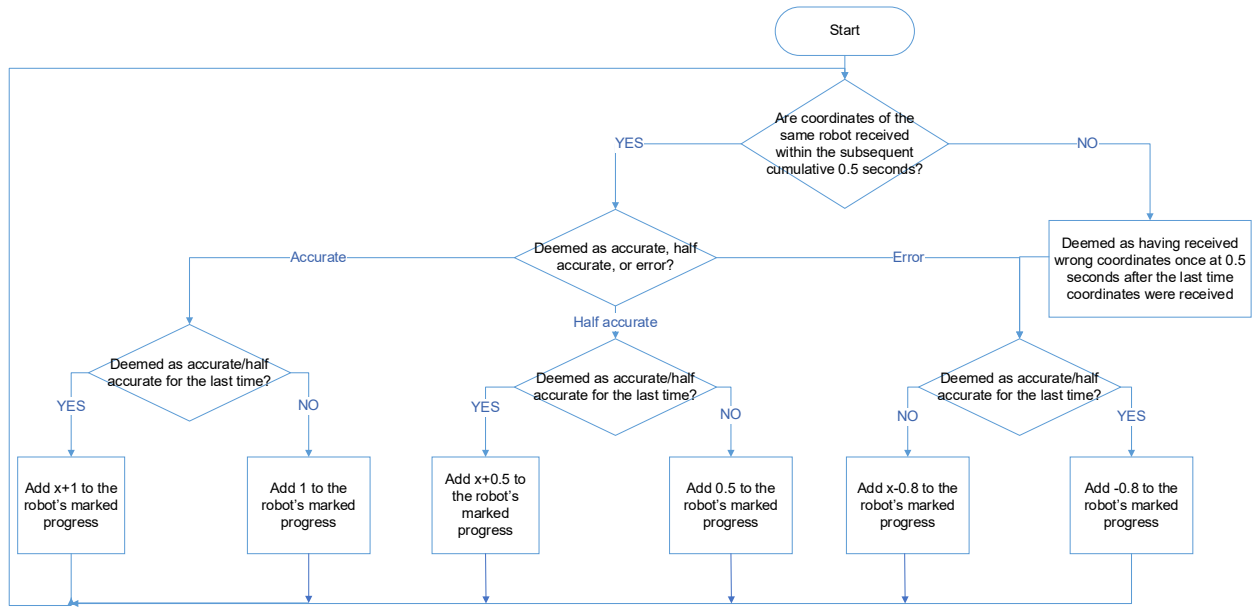 Start
Are coordinates of the
same robot received
within the subsequent
cumulative 0.5 seconds?
YES
NO
Deemed as accurate, half
accurate, or error?
Deemed as having received
wrong coordinates once at 0.5
seconds after the last time
coordinates were received
Accurate
Error
Half accurate
Deemed as accurate/half
accurate for the last time?
Deemed as accurate/half
accurate for the last time?
Deemed as accurate/half
accurate for the last time?
YES
NO
YES
NO
NO
YES
Add x+1 to the
robot's marked
progress
Add 1 to the
robot's marked
progress
Add x+0.5 to
the robot's
marked
progress
Add 0.5 to the
robot's marked
progress
Add x-0.8 to the
robot's marked
progress
Add -0.8 to the
robot's marked
progress